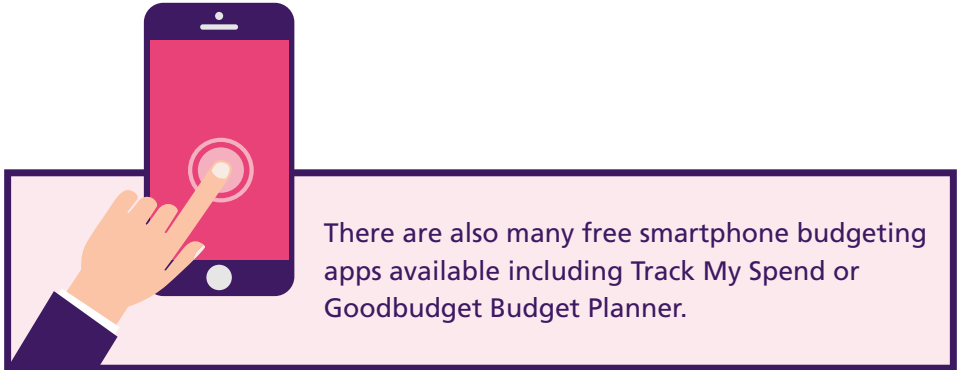 There are also many free smartphone budgeting
apps available including Track My Spend or
Goodbudget Budget Planner.